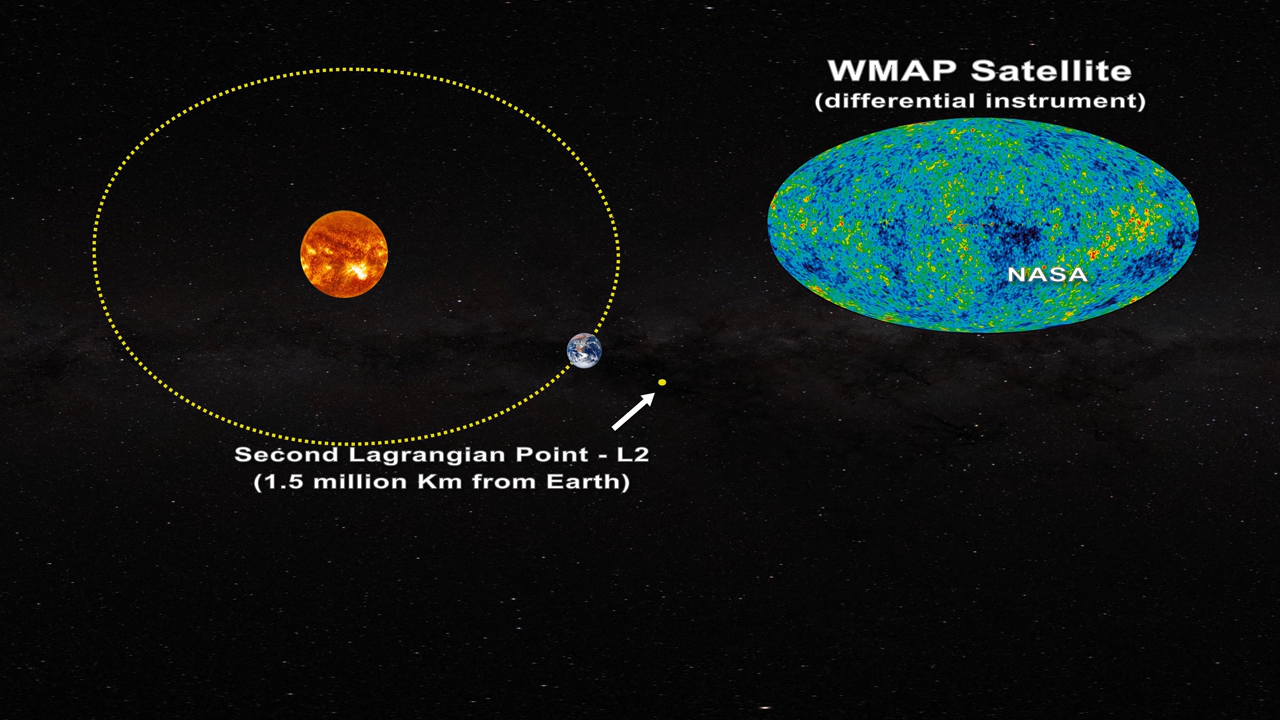 WMAP Satellite
(differential instrument)
NASA
Second Lagrangian Point - L2
(1.5 million Km from Earth)